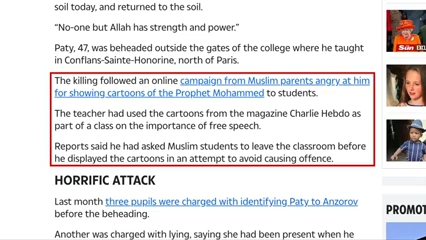 soil today, and returned to the soil.
“No-one but Allah has strength and power.”
Paty, 47, was beheaded outside the gates of the college where he taught
in Conflans-Sainte-Honorine, north of Paris.
The killing followed an online campaign from Muslim parents angry at him
for showing cartoons of the Prophet Mohammed to students.
The teacher had used the cartoons from the magazine Charlie Hebdo as
part of a class on the importance of free speech.
Reports said he had asked Muslim students to leave the classroom before
he displayed the cartoons in an attempt to avoid causing offence.
HORRIFIC ATTACK
Last month three pupils were charged with identifying Paty to Anzorov
before the beheading.
Another was charged with lying, saying she had been present when he
Sun
PROMOT